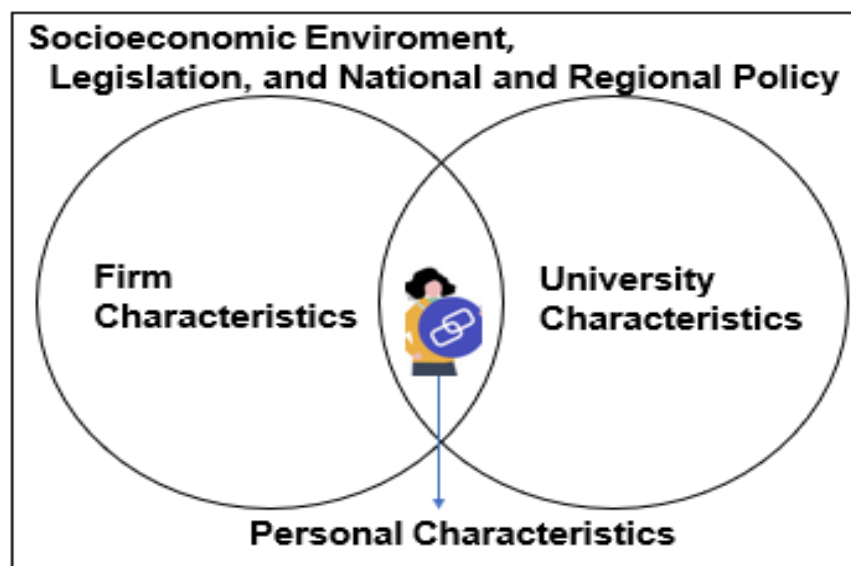 Socioeconomic Enviroment,
Legislation, and National and Regional Policy
Firm
Characteristics
University
Characteristics
Personal Characteristics